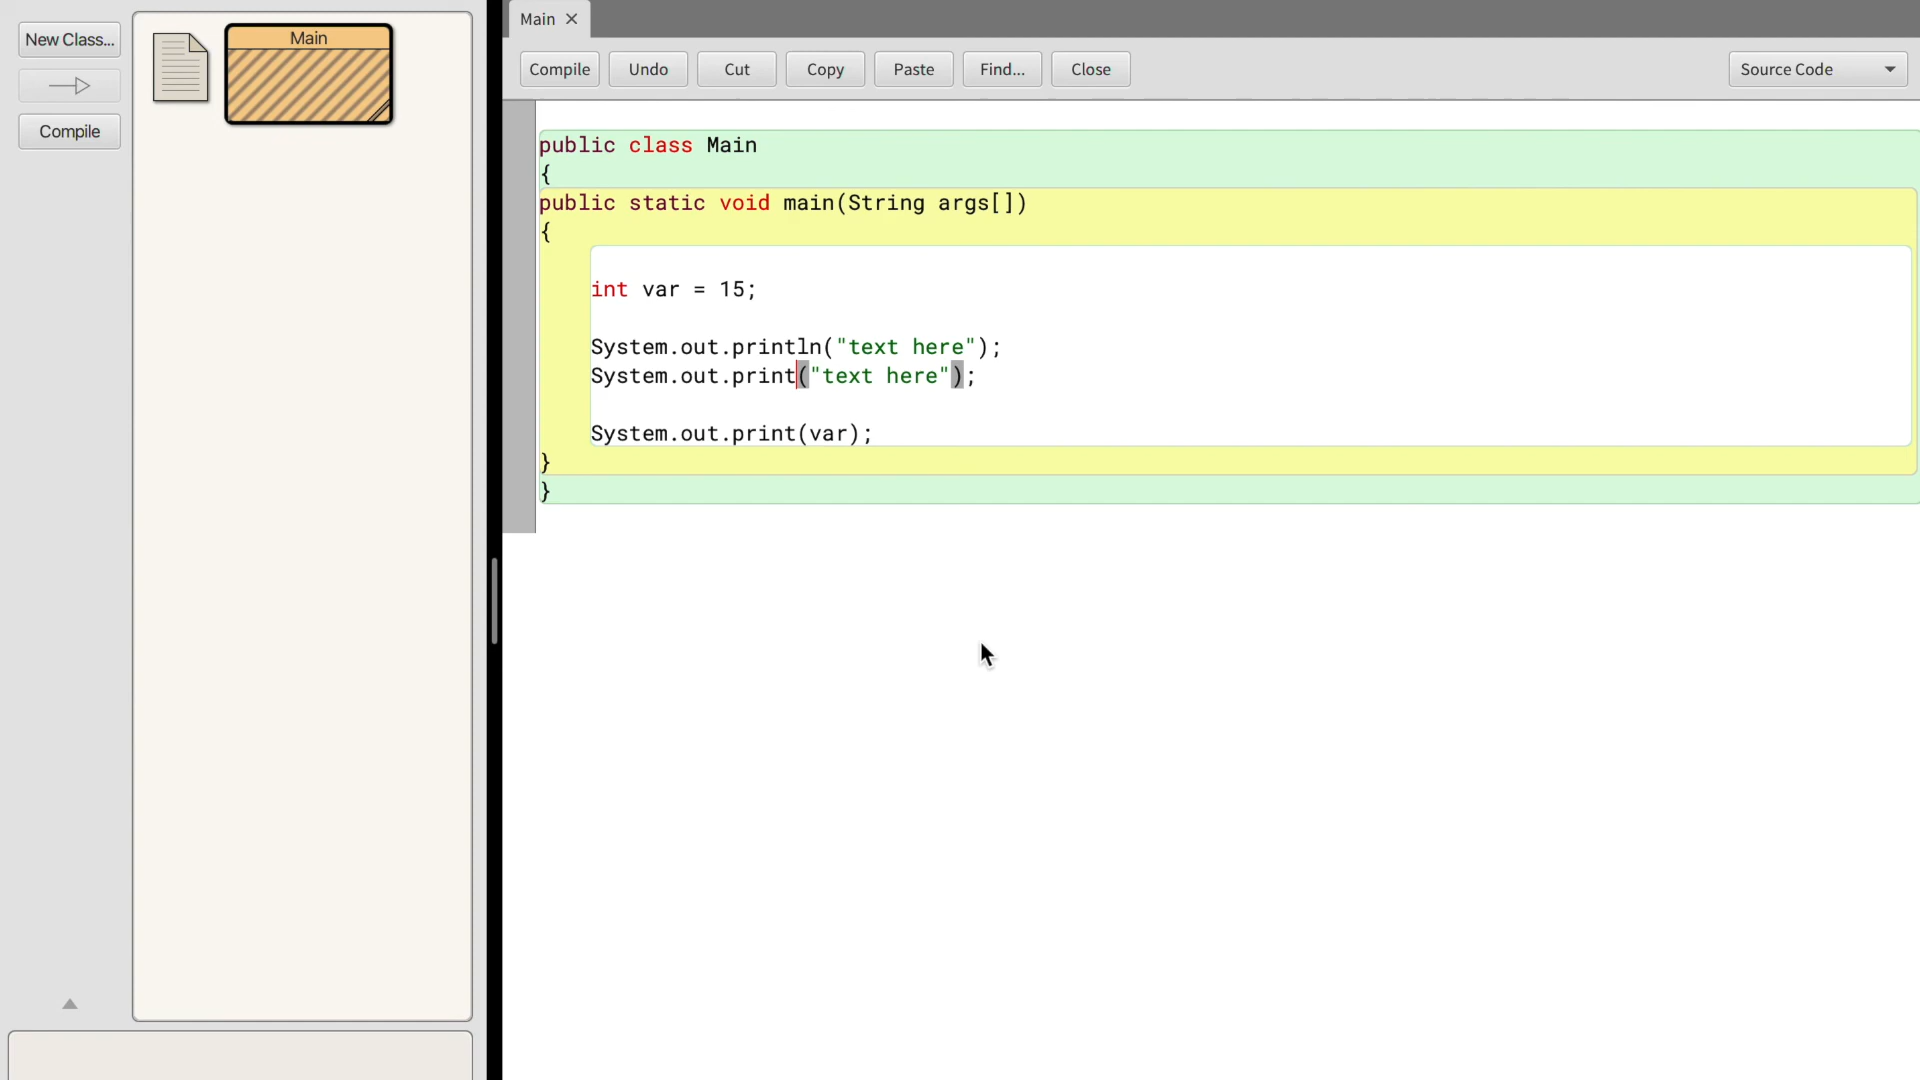 New Class...
Compile
Main
Main
Compile
Undo
Cut
Copy
Paste
Find...
Close
Source Code
public class Main
{
public static void main(String args[])
{
int var = 15;
System.out.println("text here");
System.out.print("text here");
System.out.print(var);
}
}